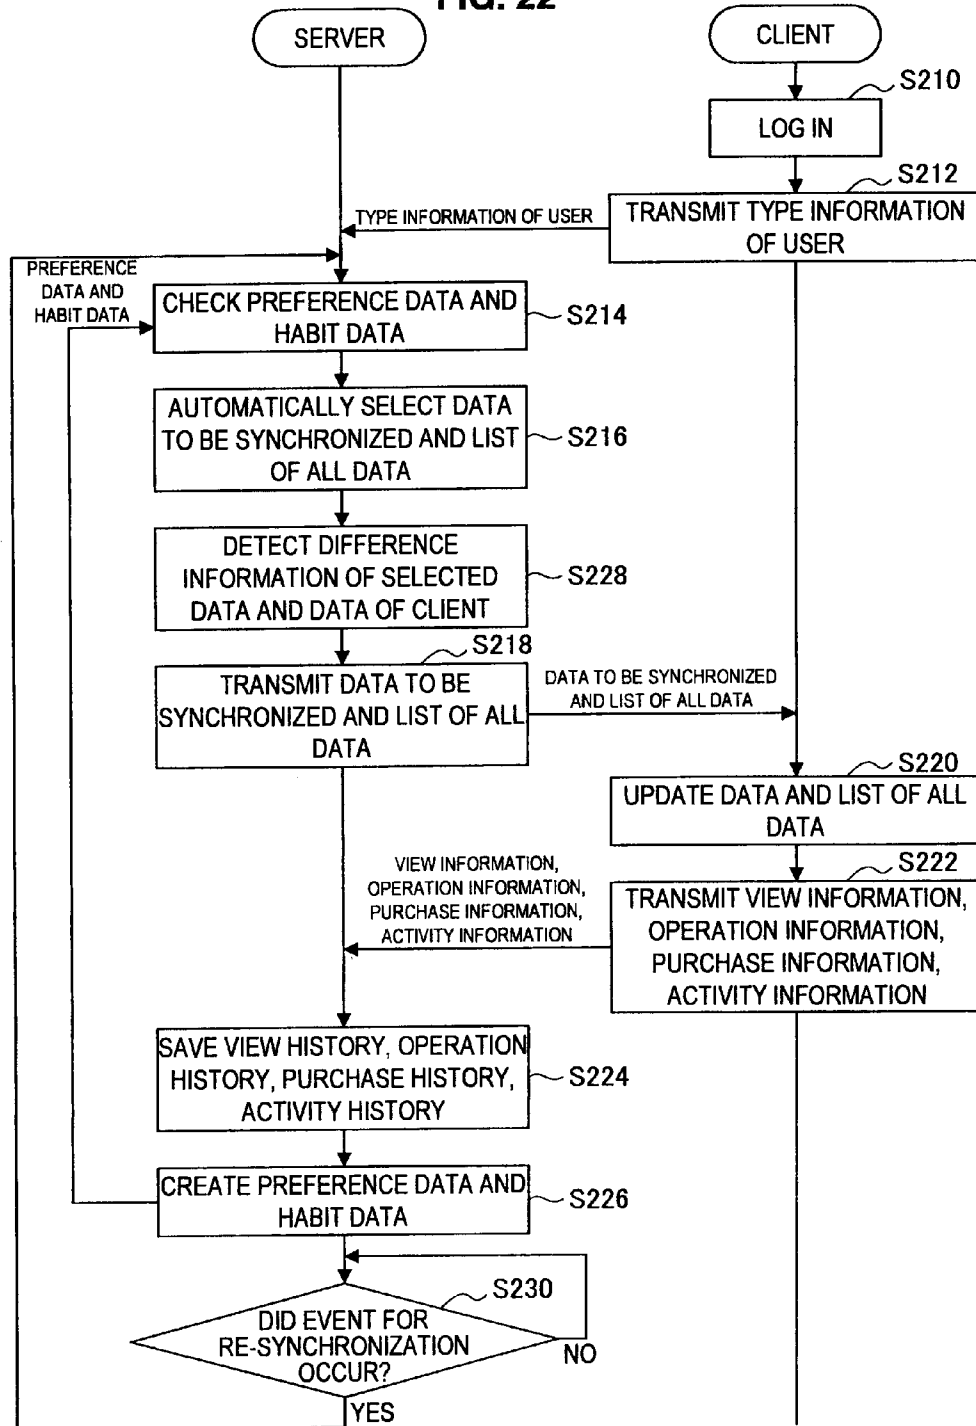 FIG. 22
SERVER
CLIENT
S210
LOG IN
S212
TRANSMIT TYPE INFORMATION
OF USER
TYPE INFORMATION OF USER
PREFERENCE
DATA AND
HABIT DATA
CHECK PREFERENCE DATA AND
HABIT DATA
S214
AUTOMATICALLY SELECT DATA
TO BE SYNCHRONIZED AND LIST
OF ALL DATA
S216
DETECT DIFFERENCE
INFORMATION OF SELECTED
DATA AND DATA OF CLIENT
S228
S218
TRANSMIT DATA TO BE
SYNCHRONIZED AND LIST OF ALL
DATA
DATA TO BE SYNCHRONIZED
AND LIST OF ALL DATA
S220
UPDATE DATA AND LIST OF ALL
DATA
S222
TRANSMIT VIEW INFORMATION,
OPERATION INFORMATION,
PURCHASE INFORMATION,
ACTIVITY INFORMATION
VIEW INFORMATION,
OPERATION INFORMATION,
PURCHASE INFORMATION,
ACTIVITY INFORMATION
SAVE VIEW HISTORY, OPERATION
HISTORY, PURCHASE HISTORY,
ACTIVITY HISTORY
S224
CREATE PREFERENCE DATA AND
HABIT DATA
S226
S230
DID EVENT FOR
RE-SYNCHRONIZATION
OCCUR?
NO
YES